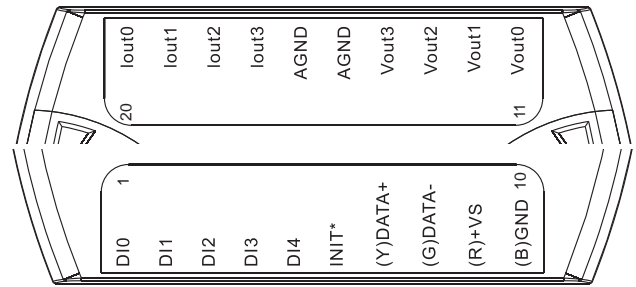 Iout0 Iout1 Iout2 Iout3 AGND AGND Vout3 Vout2 Vout1 Vout0
20 11
1 10
DI0 DI1 DI2 DI3 DI4 INIT* (Y)DATA+ (G)DATA- (R)+VS (B)GND